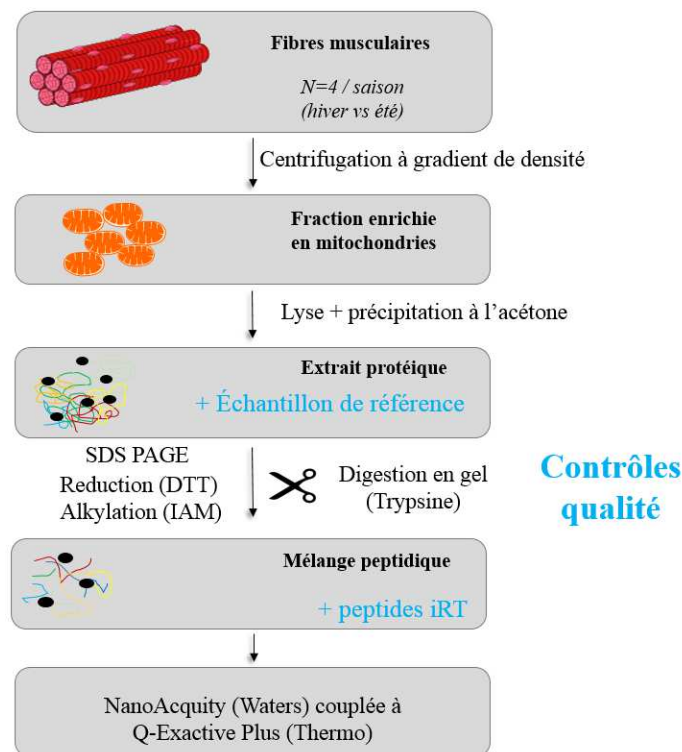 Fibres musculaires
N=4 / saison
(hiver vs été)
Centrifugation à gradient de densité
Fraction enrichie
en mitochondries
Lyse + précipitation à l’acétone
Extrait protéique
+ Échantillon de référence
SDS PAGE
Reduction (DTT)
Alkylation (IAM)
Digestion en gel
(Trypsine)
Contrôles
qualité
Mélange peptidique
+ peptides iRT
NanoAcquity (Waters) couplée à
Q-Exactive Plus (Thermo)